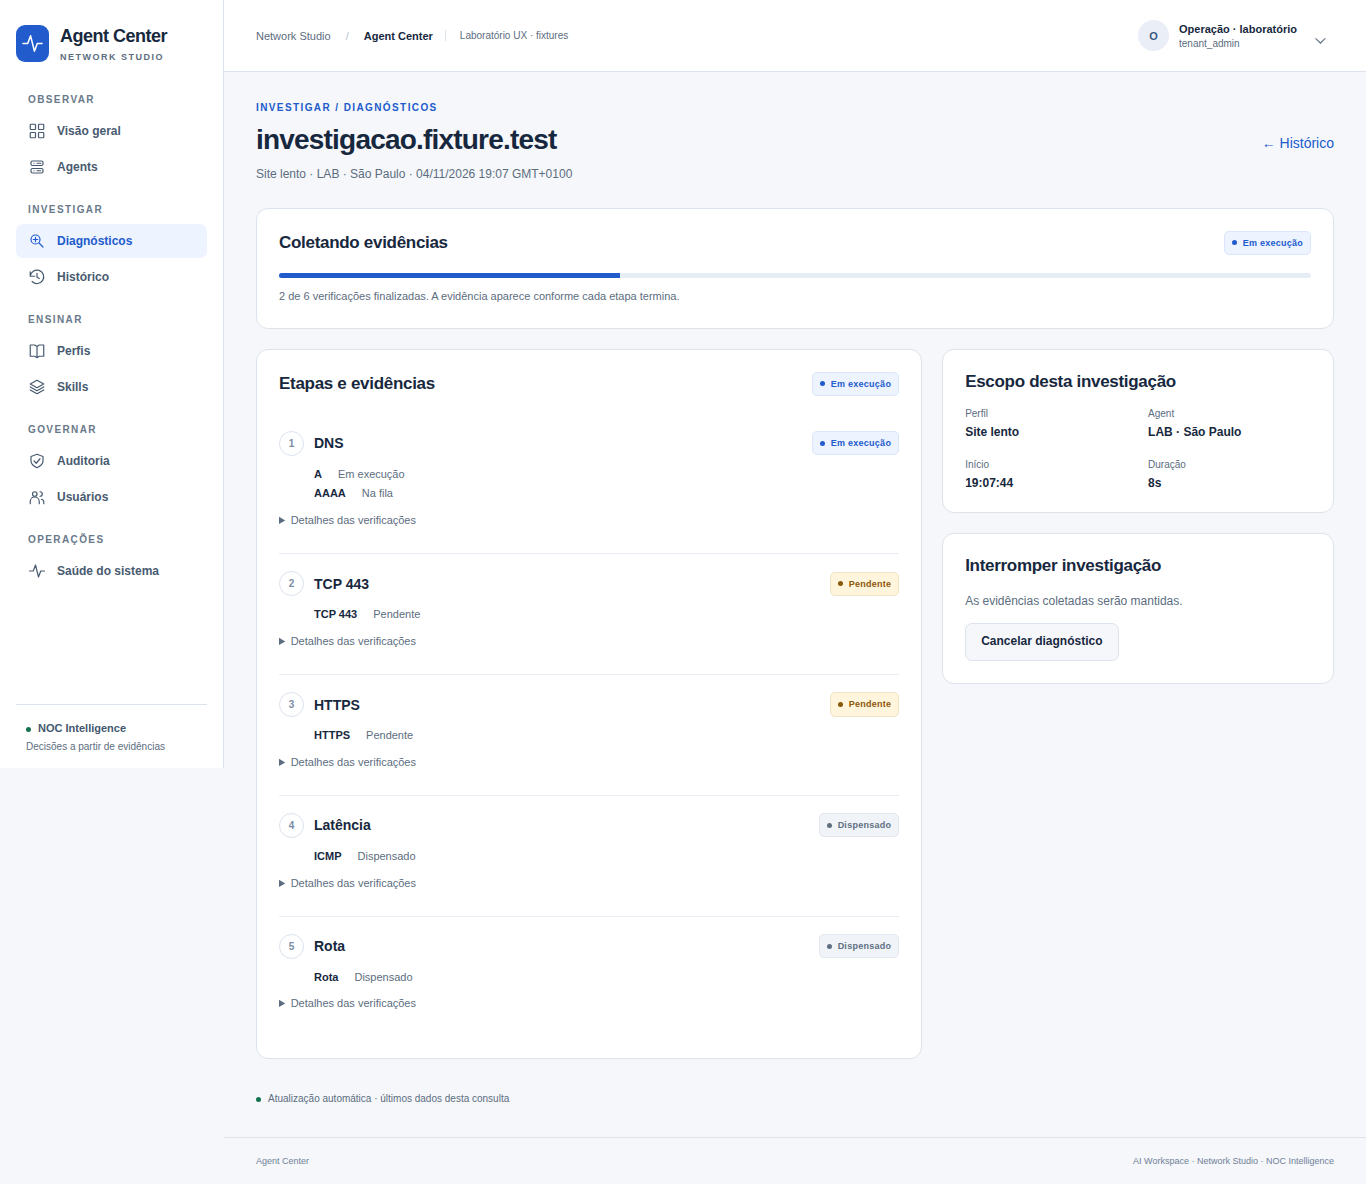 Agent Center
NETWORK STUDIO
OBSERVAR
Visão geral
Agents
INVESTIGAR
Diagnósticos
Histórico
ENSINAR
Perfis
Skills
GOVERNAR
Auditoria
Usuários
OPERAÇÕES
Saúde do sistema
NOC Intelligence
Decisões a partir de evidências
Network Studio / Agent Center Laboratório UX · fixtures
O
Operação · laboratório
tenant_admin
INVESTIGAR / DIAGNÓSTICOS
investigacao.fixture.test
← Histórico
Site lento · LAB · São Paulo · 04/11/2026 19:07 GMT+0100
Coletando evidências
Em execução
2 de 6 verificações finalizadas. A evidência aparece conforme cada etapa termina.
Etapas e evidências
Em execução
1 DNS
Em execução
A Em execução
AAAA Na fila
▶ Detalhes das verificações
2 TCP 443
Pendente
TCP 443 Pendente
▶ Detalhes das verificações
3 HTTPS
Pendente
HTTPS Pendente
▶ Detalhes das verificações
4 Latência
Dispensado
ICMP Dispensado
▶ Detalhes das verificações
5 Rota
Dispensado
Rota Dispensado
▶ Detalhes das verificações
Escopo desta investigação
Perfil Agent
Site lento LAB · São Paulo
Início Duração
19:07:44 8s
Interromper investigação
As evidências coletadas serão mantidas.
Cancelar diagnóstico
Atualização automática · últimos dados desta consulta
Agent Center
AI Workspace · Network Studio · NOC Intelligence